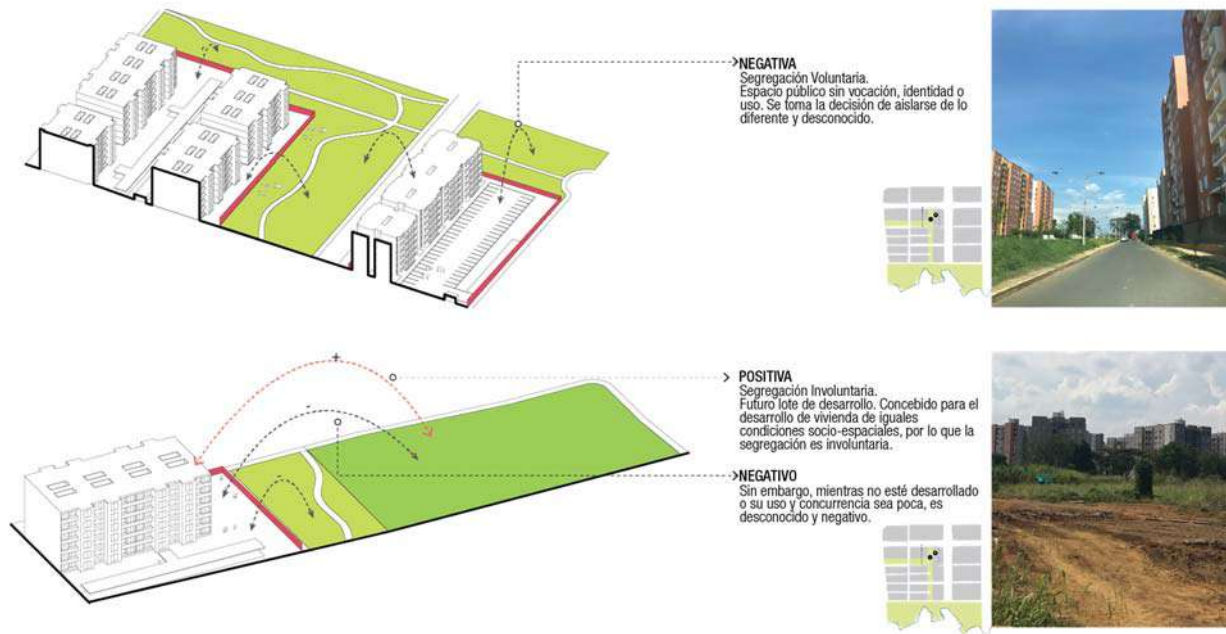 NEGATIVA
Segregación Voluntaria.
Espacio público sin vocación, identidad o
uso. Se toma la decisión de aislarse de lo
diferente y desconocido.
+
POSITIVA
Segregación Involuntaria.
Futuro lote de desarrollo. Concebido para el
desarrollo de vivienda de iguales
condiciones socio-espaciales, por lo que la
segregación es involuntaria.
-
NEGATIVO
Sin embargo, mientras no esté desarrollado
o su uso y concurrencia sea poca, es
desconocido y negativo.